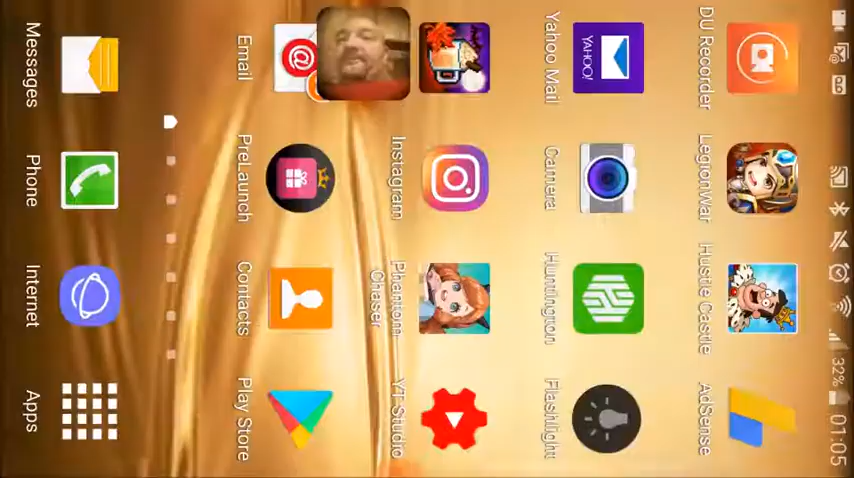 32% 01:05
DU Recorder
LegionWar
Hustle Castle
AdSense
YAHOO!
Yahoo Mail
Camera
Huntington
Flashlight
Instagram
Phantom
Chaser
YT Studio
Email
PreLaunch
Contacts
Play Store
Messages
Phone
Internet
Apps